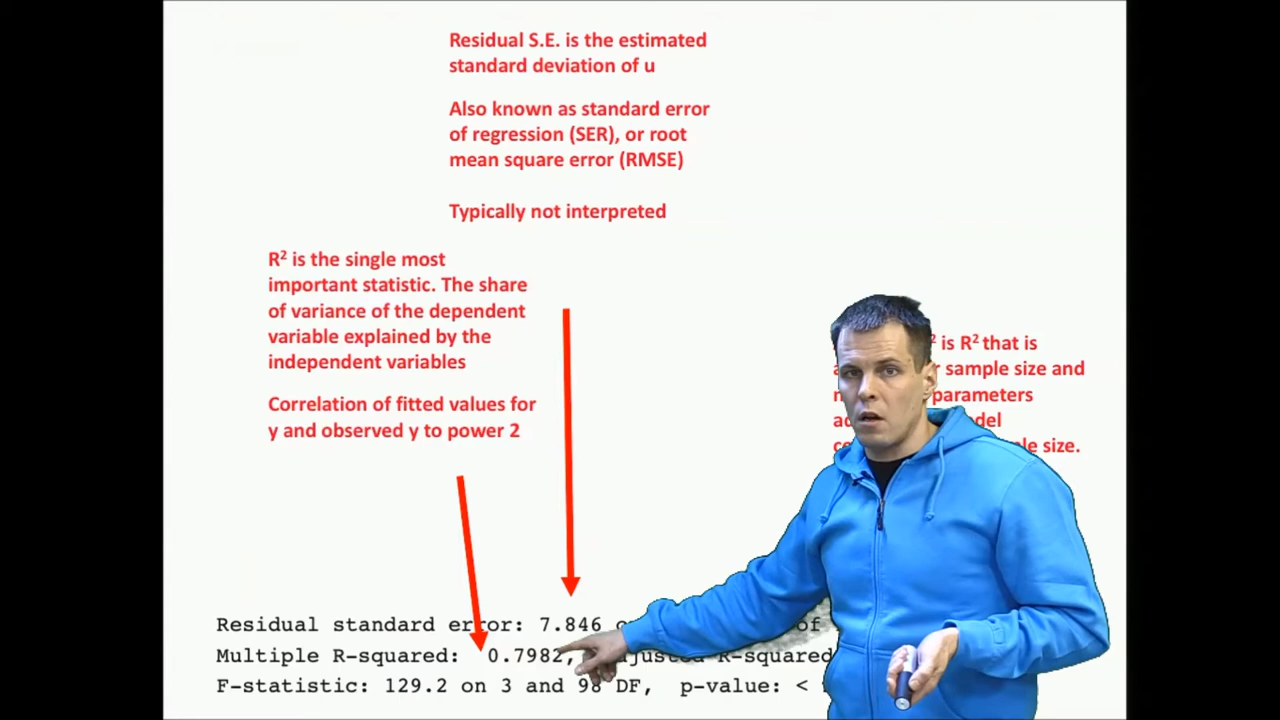 Residual S.E. is the estimated
standard deviation of u
Also known as standard error
of regression (SER), or root
mean square error (RMSE)
Typically not interpreted
R² is the single most
important statistic. The share
of variance of the dependent
variable explained by the
independent variables
Correlation of fitted values for
y and observed y to power 2
is R² that is
sample size and
parameters
size.
Residual standard error: 7.846 of
Multiple R-squared: 0.7982, R-squared
F-statistic: 129.2 on 3 and 98 DF, p-value: <